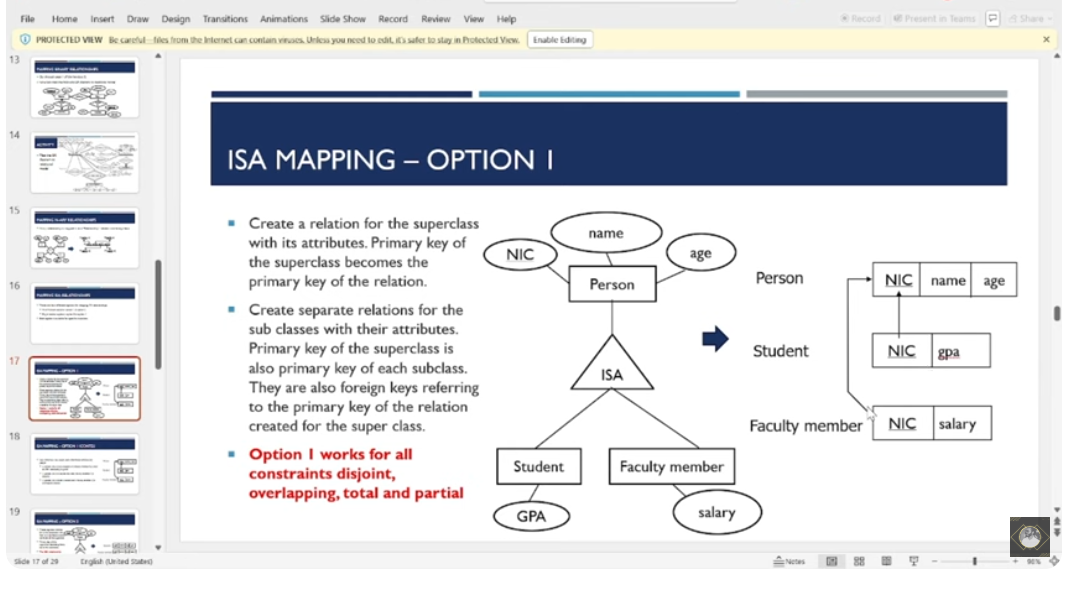 File Home Insert Draw Design Transitions Animations Slide Show Record Review View Help
Record Present in Teams Share
PROTECTED VIEW Be careful—files from the Internet can contain viruses. Unless you need to edit, it's safer to stay in Protected View. Enable Editing
13
14
15
16
17
18
19
ISA MAPPING – OPTION 1
Create a relation for the superclass
with its attributes. Primary key of
the superclass becomes the
primary key of the relation.
Create separate relations for the
sub classes with their attributes.
Primary key of the superclass is
also primary key of each subclass.
They are also foreign keys referring
to the primary key of the relation
created for the super class.
Option 1 works for all
constraints disjoint,
overlapping, total and partial
name
NIC
age
Person
ISA
Student
Faculty member
GPA
salary
Person
NIC name age
Student
NIC gpa
Faculty member
NIC salary
Slide 17 of 29 English (United States)
Notes
98%